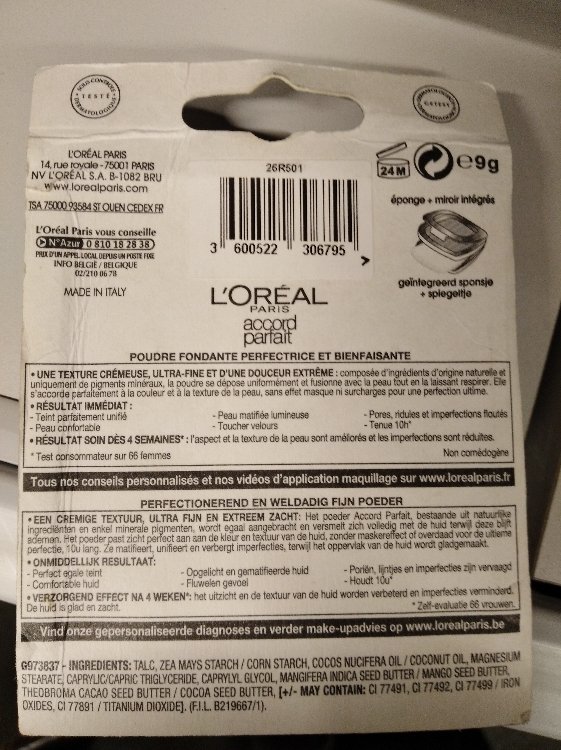 SOUS CONTROLE
TESTÉ
DERMATOLOGIQUE
GETEST
L'ORÉAL PARIS
14, rue royale - 75001 PARIS
NV L'ORÉAL S.A. B-1082 BRU
www.lorealparis.com
TSA 75000 93584 ST OUEN CEDEX FR
L'Oréal Paris vous conseille
N°Azur 0 810 18 28 38
PRIX D'UN APPEL LOCAL DEPUIS UN POSTE FIXE
INFO BELGIË / BELGIQUE
02/210 06 78
MADE IN ITALY
26R501
3 600522 306795 >
24 M
e9g
éponge + miroir intégrés
geïntegreerd sponsje
+ spiegeltje
L'ORÉAL
PARIS
accord
parfait
POUDRE FONDANTE PERFECTRICE ET BIENFAISANTE
• UNE TEXTURE CRÉMEUSE, ULTRA-FINE ET D'UNE DOUCEUR EXTRÊME : composée d'ingrédients d'origine naturelle et
uniquement de pigments minéraux, la poudre se dépose uniformément et fusionne avec la peau tout en la laissant respirer. Elle
s'accorde parfaitement à la couleur et à la texture de la peau, sans effet masque ni surcharges pour une perfection ultime.
• RÉSULTAT IMMÉDIAT :
- Teint parfaitement unifié - Peau matifiée lumineuse - Pores, ridules et imperfections floutés
- Peau confortable - Toucher velours - Tenue 10h*
• RÉSULTAT SOIN DÈS 4 SEMAINES* : l'aspect et la texture de la peau sont améliorés et les imperfections sont réduites.
* Test consommateur sur 66 femmes Non comédogène
Tous nos conseils personnalisés et nos vidéos d'application maquillage sur www.lorealparis.fr
PERFECTIONEREND EN WELDADIG FIJN POEDER
• EEN CREMIGE TEXTUUR, ULTRA FIJN EN EXTREEM ZACHT: Het poeder Accord Parfait, bestaande uit natuurlijke
ingrediënten en enkel minerale pigmenten, wordt egaal aangebracht en versmelt zich volledig met de huid terwijl deze blijft
ademen. Het poeder past zicht perfect aan aan de kleur en textuur van de huid, zonder maskereffect of overdaad voor de ultieme
perfectie, 10u lang. Ze matifieert, unifieert en verbergt imperfecties, terwijl het oppervlak van de huid wordt gladgemaakt.
• ONMIDDELLIJK RESULTAAT:
- Perfect egale teint - Opgelicht en gematifieerde huid - Poriën, lijntjes en imperfecties zijn vervaagd
- Comfortable huid - Fluwelen gevoel - Houdt 10u*
• VERZORGEND EFFECT NA 4 WEKEN*: het uitzicht en de textuur van de huid worden verbeterd en imperfecties verminderd.
De huid is glad en zacht. * Zelf-evaluatie 66 vrouwen.
Vind onze gepersonaliseerde diagnoses en verder make-upadvies op www.lorealparis.be
G973837 - INGREDIENTS: TALC, ZEA MAYS STARCH / CORN STARCH, COCOS NUCIFERA OIL / COCONUT OIL, MAGNESIUM
STEARATE, CAPRYLIC/CAPRIC TRIGLYCERIDE, CAPRYLYL GLYCOL, MANGIFERA INDICA SEED BUTTER / MANGO SEED BUTTER,
THEOBROMA CACAO SEED BUTTER / COCOA SEED BUTTER, [+/- MAY CONTAIN: CI 77491, CI 77492, CI 77499 / IRON
OXIDES, CI 77891 / TITANIUM DIOXIDE]. (F.I.L. B219667/1).